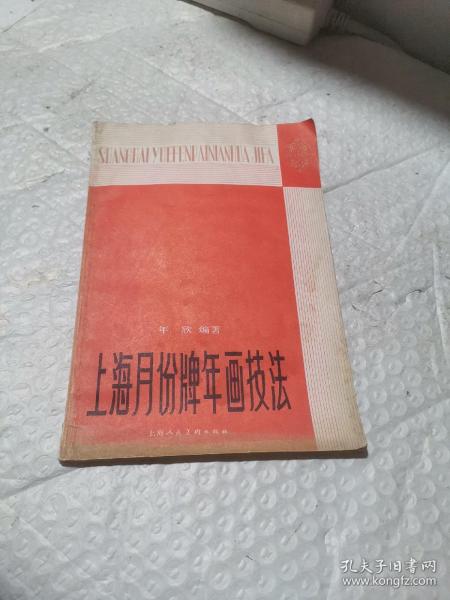 SHANGHAI YUEFENPAINIANHUA JIFA
年 欣 编著
上海月份牌年画技法
上海人民美术出版社
孔夫子旧书网
www.kongfz.com